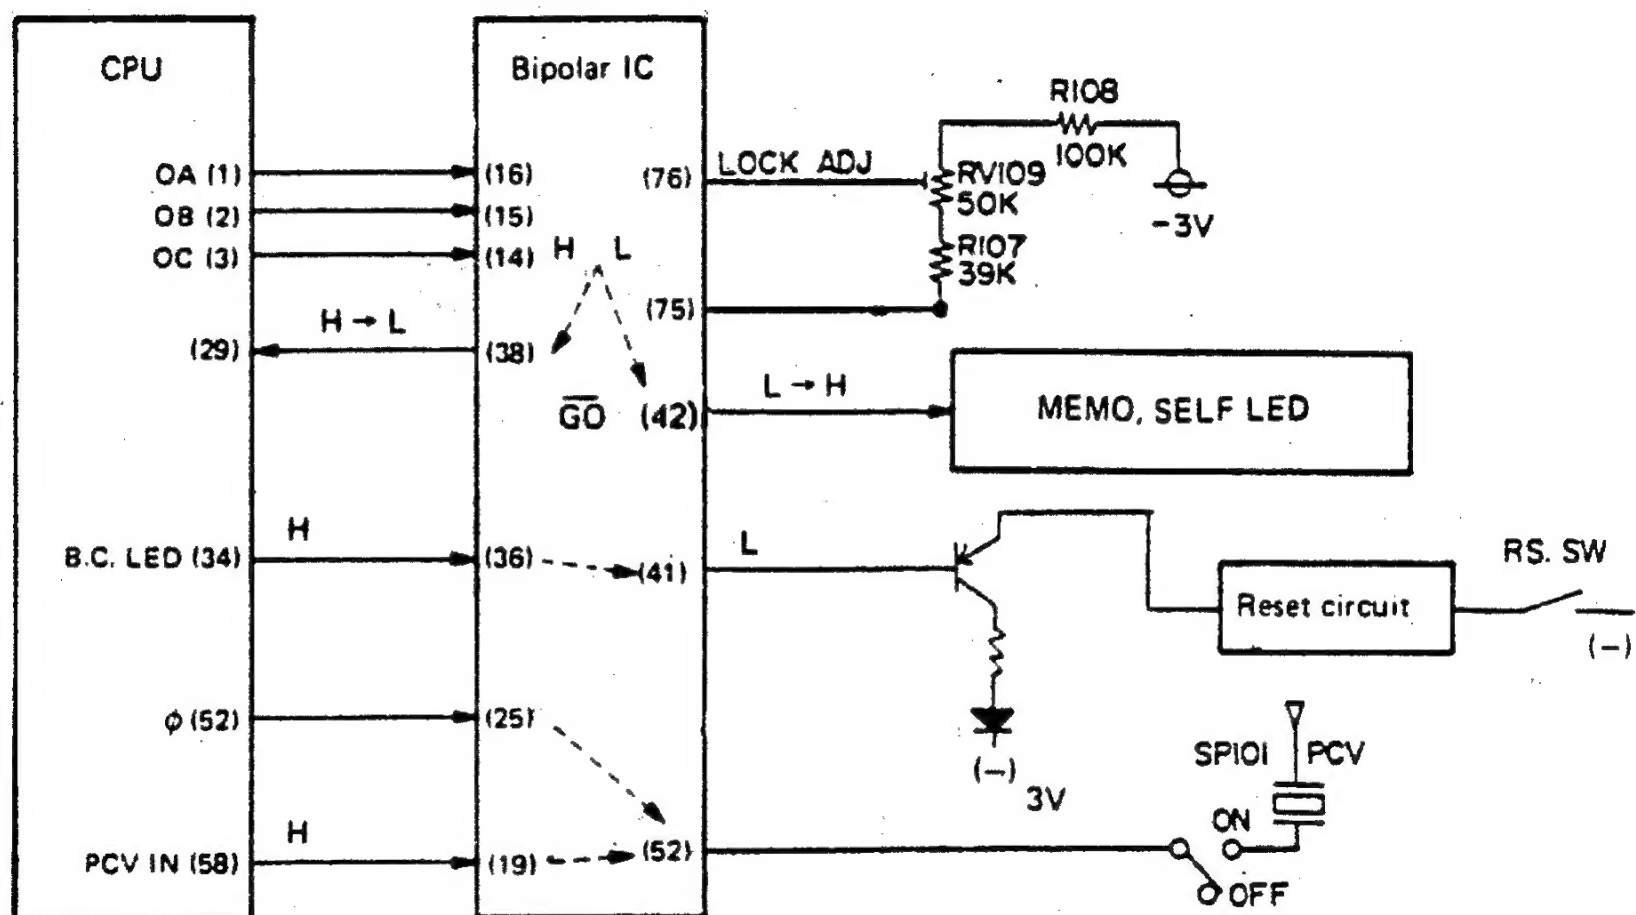 CPU
Bipolar IC
R108
100K
OA (1)
(16)
(76)
LOCK ADJ
RV109
50K
-3V
OB (2)
(15)
OC (3)
(14)
H L
R107
39K
(75)
H → L
(29)
(38)
L → H
G̅O̅ (42)
MEMO, SELF LED
H
L
B.C. LED (34)
(36)
(41)
RS. SW
Reset circuit
(−)
ϕ (52)
(25)
SP101 PCV
(−)
3V
H
ON
PCV IN (58)
(19)
(52)
OFF